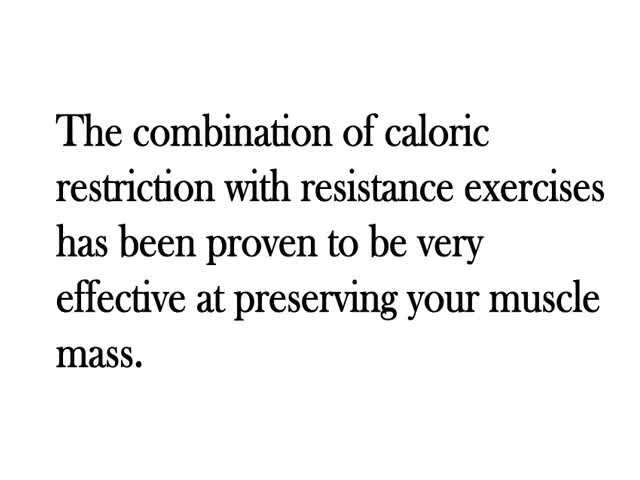 The combination of caloric
restriction with resistance exercises
has been proven to be very
effective at preserving your muscle
mass.